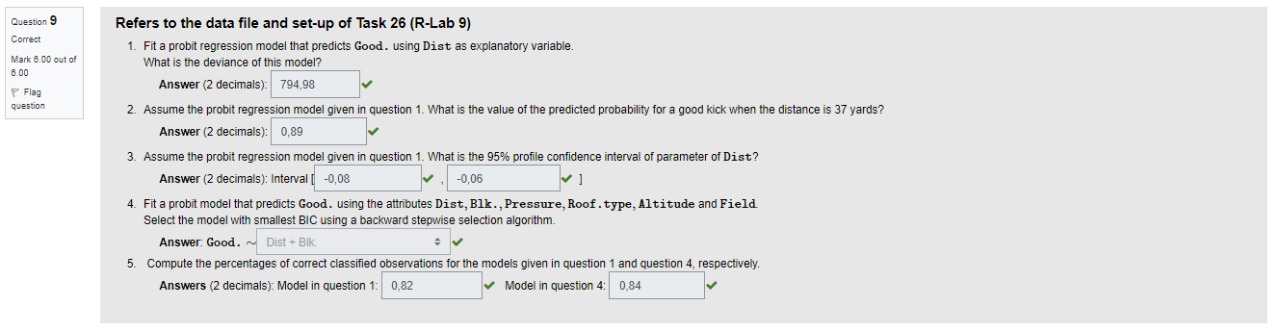 Question 9
Correct
Mark 6.00 out of
6.00
Flag
question
Refers to the data file and set-up of Task 26 (R-Lab 9)
1. Fit a probit regression model that predicts Good. using Dist as explanatory variable.
What is the deviance of this model?
Answer (2 decimals): 794,98
2. Assume the probit regression model given in question 1. What is the value of the predicted probability for a good kick when the distance is 37 yards?
Answer (2 decimals): 0,89
3. Assume the probit regression model given in question 1. What is the 95% profile confidence interval of parameter of Dist?
Answer (2 decimals): Interval [ -0,08 , -0,06 ]
4. Fit a probit model that predicts Good. using the attributes Dist, Blk., Pressure, Roof.type, Altitude and Field.
Select the model with smallest BIC using a backward stepwise selection algorithm.
Answer: Good. ~ Dist + Blk.
5. Compute the percentages of correct classified observations for the models given in question 1 and question 4, respectively.
Answers (2 decimals): Model in question 1: 0,82 Model in question 4: 0,84